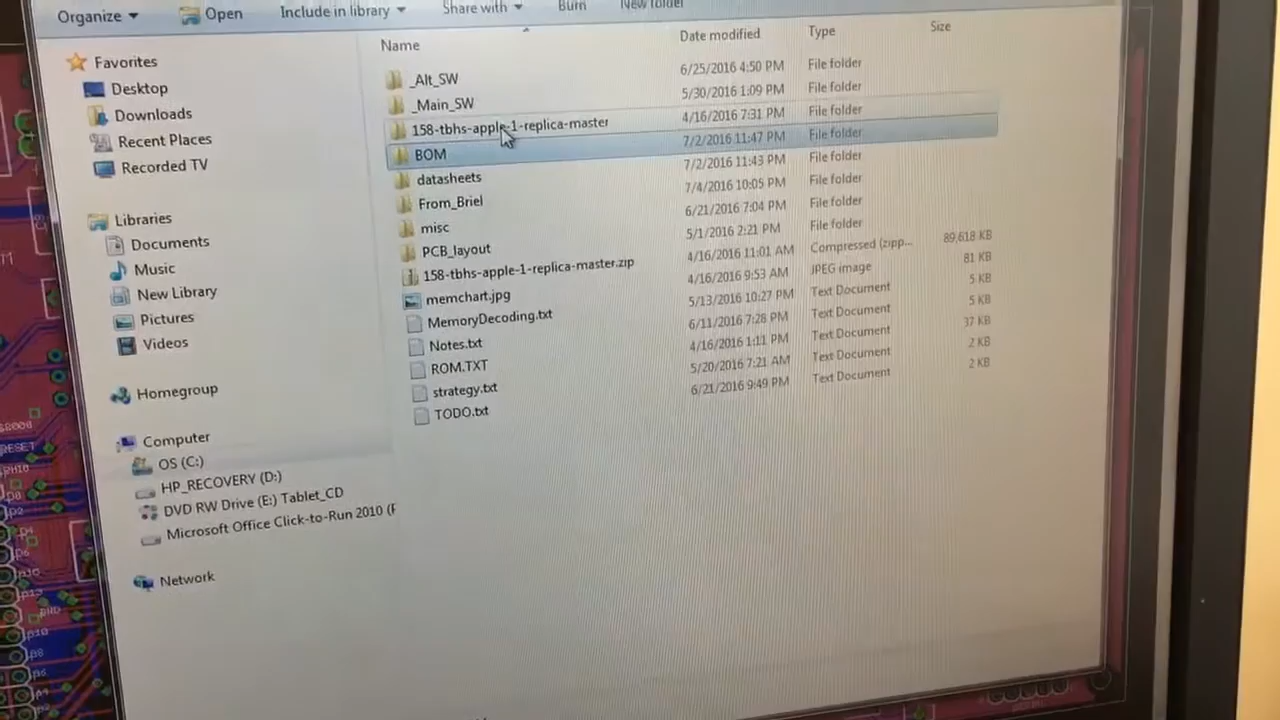 Organize Open Include in library Share with Burn New folder
Name Date modified Type Size
Favorites
Desktop
Downloads
Recent Places
Recorded TV
Libraries
Documents
Music
New Library
Pictures
Videos
Homegroup
Computer
OS (C:)
HP_RECOVERY (D:)
DVD RW Drive (E:) Tablet_CD
Microsoft Office Click-to-Run 2010 (
Network
_Alt_SW 6/25/2016 4:50 PM File folder
_Main_SW 5/30/2016 1:09 PM File folder
158-tbhs-apple-1-replica-master 4/16/2016 7:31 PM File folder
BOM 7/2/2016 11:47 PM File folder
datasheets 7/2/2016 11:43 PM File folder
From_Briel 7/4/2016 10:05 PM File folder
misc 6/21/2016 7:04 PM File folder
PCB_layout 5/1/2016 2:21 PM File folder
158-tbhs-apple-1-replica-master.zip 4/16/2016 11:01 AM Compressed (zipp... 89,618 KB
memchart.jpg 4/16/2016 9:53 AM JPEG image 81 KB
MemoryDecoding.txt 5/13/2016 10:27 PM Text Document 5 KB
Notes.txt 6/11/2016 7:28 PM Text Document 5 KB
ROM.TXT 4/16/2016 1:11 PM Text Document 37 KB
strategy.txt 5/20/2016 7:21 AM Text Document 2 KB
TODO.txt 6/21/2016 9:49 PM Text Document 2 KB